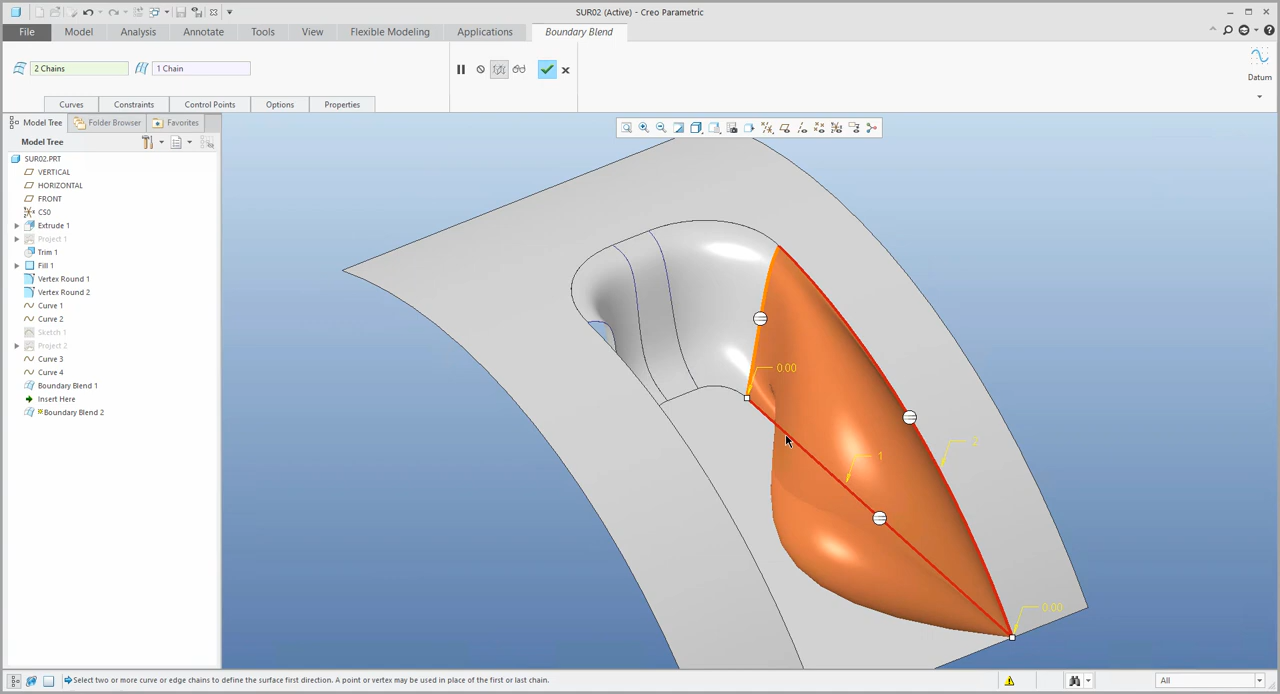 SUR02 (Active) - Creo Parametric
File Model Analysis Annotate Tools View Flexible Modeling Applications Boundary Blend
2 Chains 1 Chain
Datum
Curves Constraints Control Points Options Properties
Model Tree Folder Browser Favorites
Model Tree
SUR02.PRT
VERTICAL
HORIZONTAL
FRONT
CS0
Extrude 1
Project 1
Trim 1
Fill 1
Vertex Round 1
Vertex Round 2
Curve 1
Curve 2
Sketch 1
Project 2
Curve 3
Curve 4
Boundary Blend 1
Insert Here
Boundary Blend 2
0.00
2
1
0.00
Select two or more curve or edge chains to define the surface first direction. A point or vertex may be used in place of the first or last chain.
All